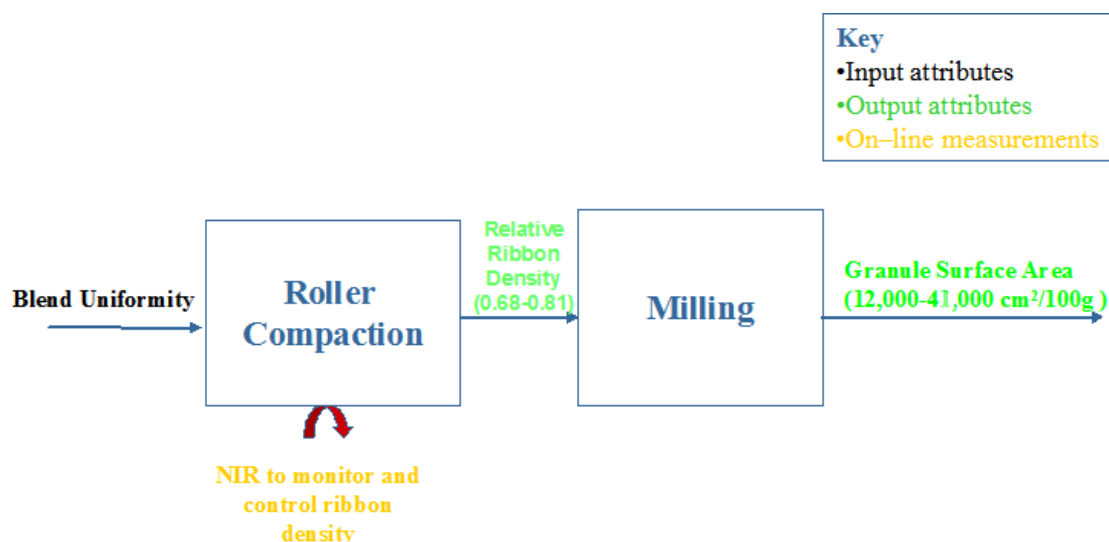 Key
•Input attributes
•Output attributes
•On–line measurements
Blend Uniformity
Roller
Compaction
Relative
Ribbon
Density
(0.68-0.81)
Milling
Granule Surface Area
(12,000-41,000 cm²/100g )
NIR to monitor and
control ribbon
density